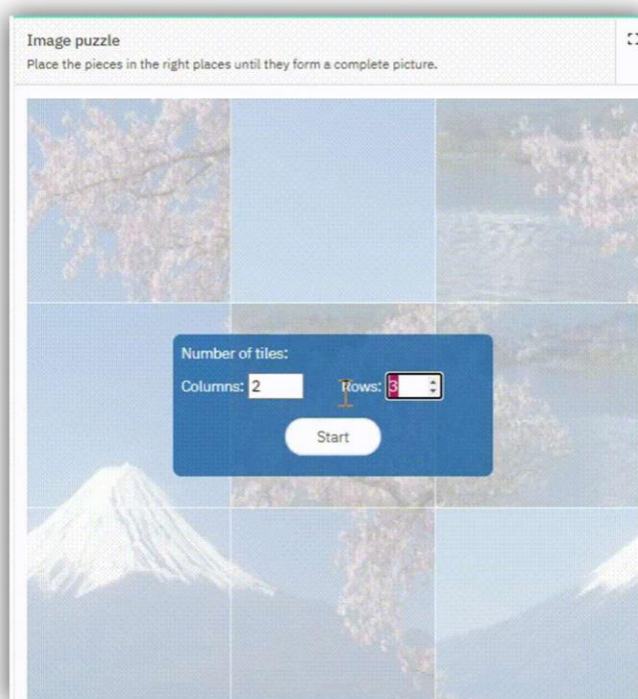 Image puzzle
Place the pieces in the right places until they form a complete picture.
Number of tiles:
Columns: 2 Rows: 3
Start